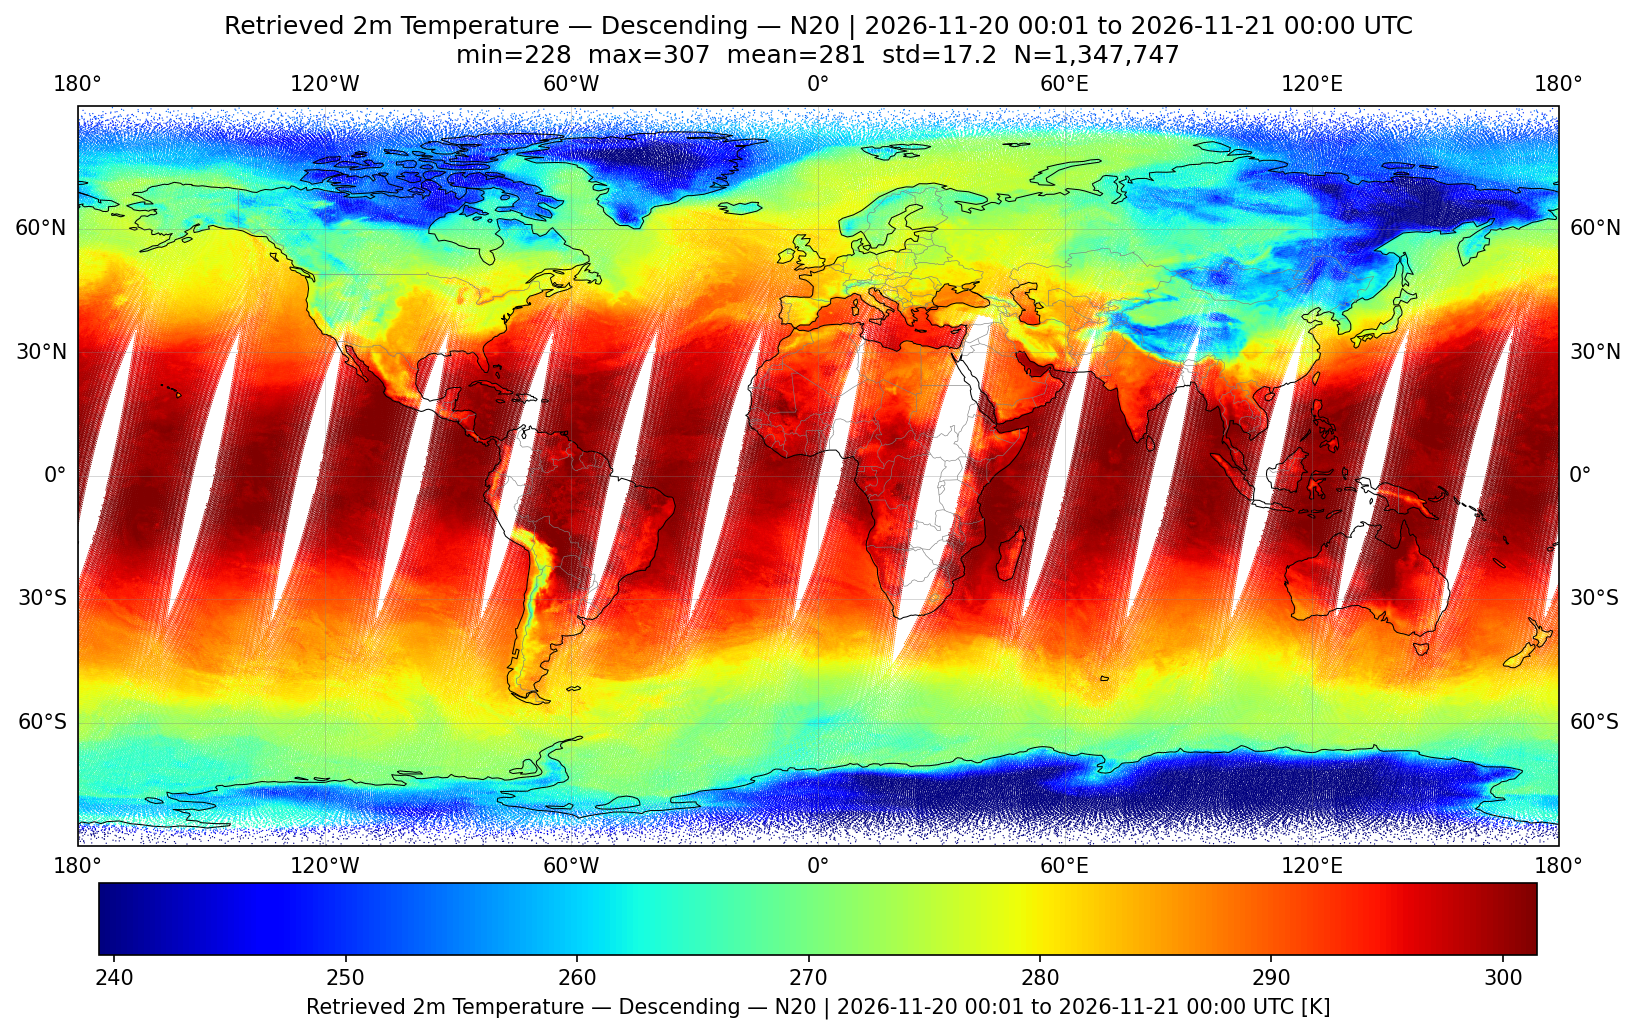 Retrieved 2m Temperature — Descending — N20 | 2026-11-20 00:01 to 2026-11-21 00:00 UTC
min=228  max=307  mean=281  std=17.2  N=1,347,747
180° 120°W 60°W 0° 60°E 120°E 180°
60°N 60°N
30°N 30°N
0° 0°
30°S 30°S
60°S 60°S
180° 120°W 60°W 0° 60°E 120°E 180°
240 250 260 270 280 290 300
Retrieved 2m Temperature — Descending — N20 | 2026-11-20 00:01 to 2026-11-21 00:00 UTC [K]